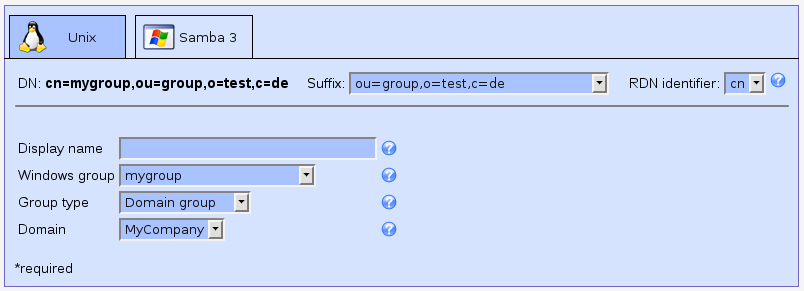 Unix Samba 3
DN: cn=mygroup,ou=group,o=test,c=de Suffix: ou=group,o=test,c=de RDN identifier: cn
Display name
Windows group mygroup
Group type Domain group
Domain MyCompany
*required